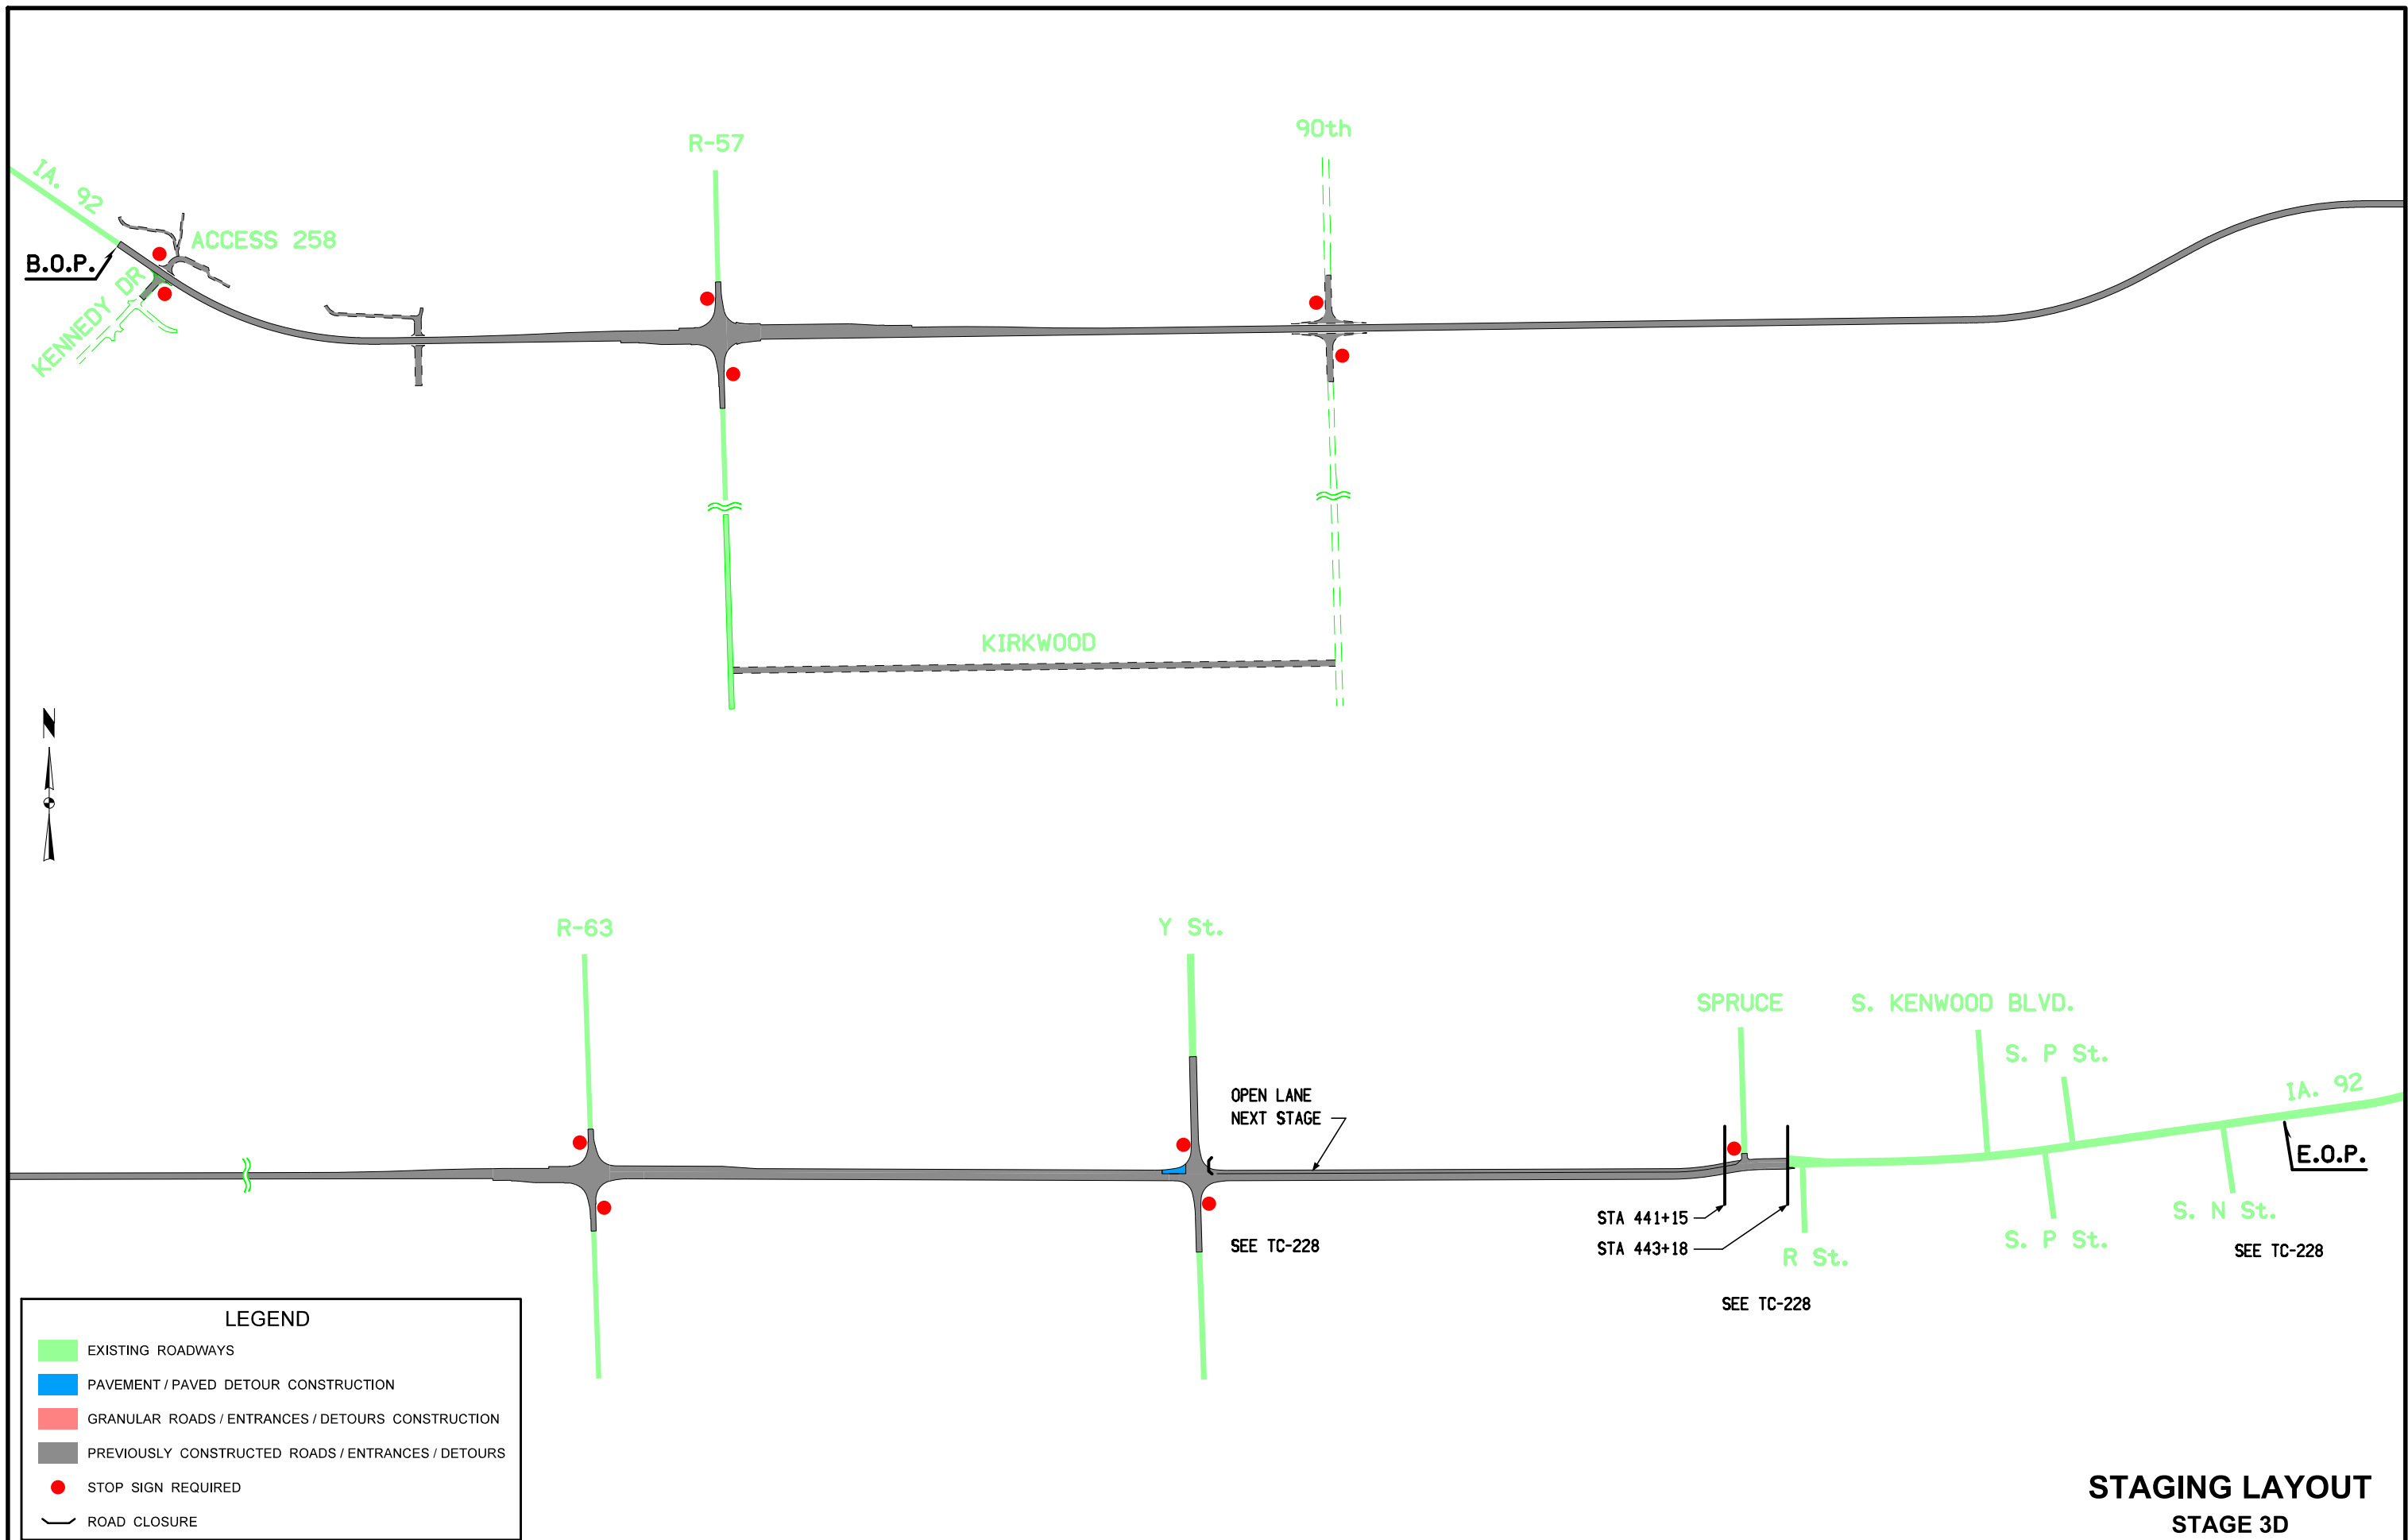 90th
R-57
IA. 92
ACCESS 258
B.O.P.
KENNEDY DR
KIRKWOOD
N
R-63
Y St.
SPRUCE
S. KENWOOD BLVD.
S. P St.
IA. 92
OPEN LANE
NEXT STAGE
E.O.P.
STA 441+15
STA 443+18
S. N St.
S. P St.
R St.
SEE TC-228
SEE TC-228
SEE TC-228
LEGEND
EXISTING ROADWAYS
PAVEMENT / PAVED DETOUR CONSTRUCTION
GRANULAR ROADS / ENTRANCES / DETOURS CONSTRUCTION
PREVIOUSLY CONSTRUCTED ROADS / ENTRANCES / DETOURS
STOP SIGN REQUIRED
ROAD CLOSURE
STAGING LAYOUT
STAGE 3D